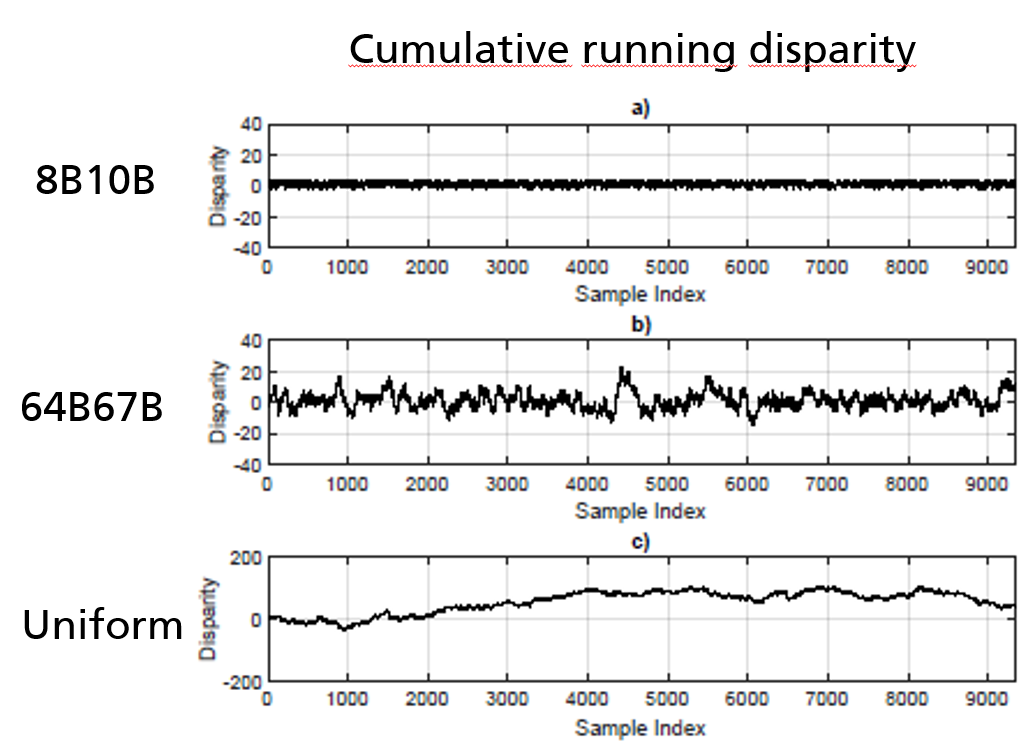 Cumulative running disparity
a)
8B10B
Disparity
40
20
0
-20
-40
0 1000 2000 3000 4000 5000 6000 7000 8000 9000
Sample Index
b)
64B67B
Disparity
40
20
0
-20
-40
0 1000 2000 3000 4000 5000 6000 7000 8000 9000
Sample Index
c)
Uniform
Disparity
200
0
-200
0 1000 2000 3000 4000 5000 6000 7000 8000 9000
Sample Index